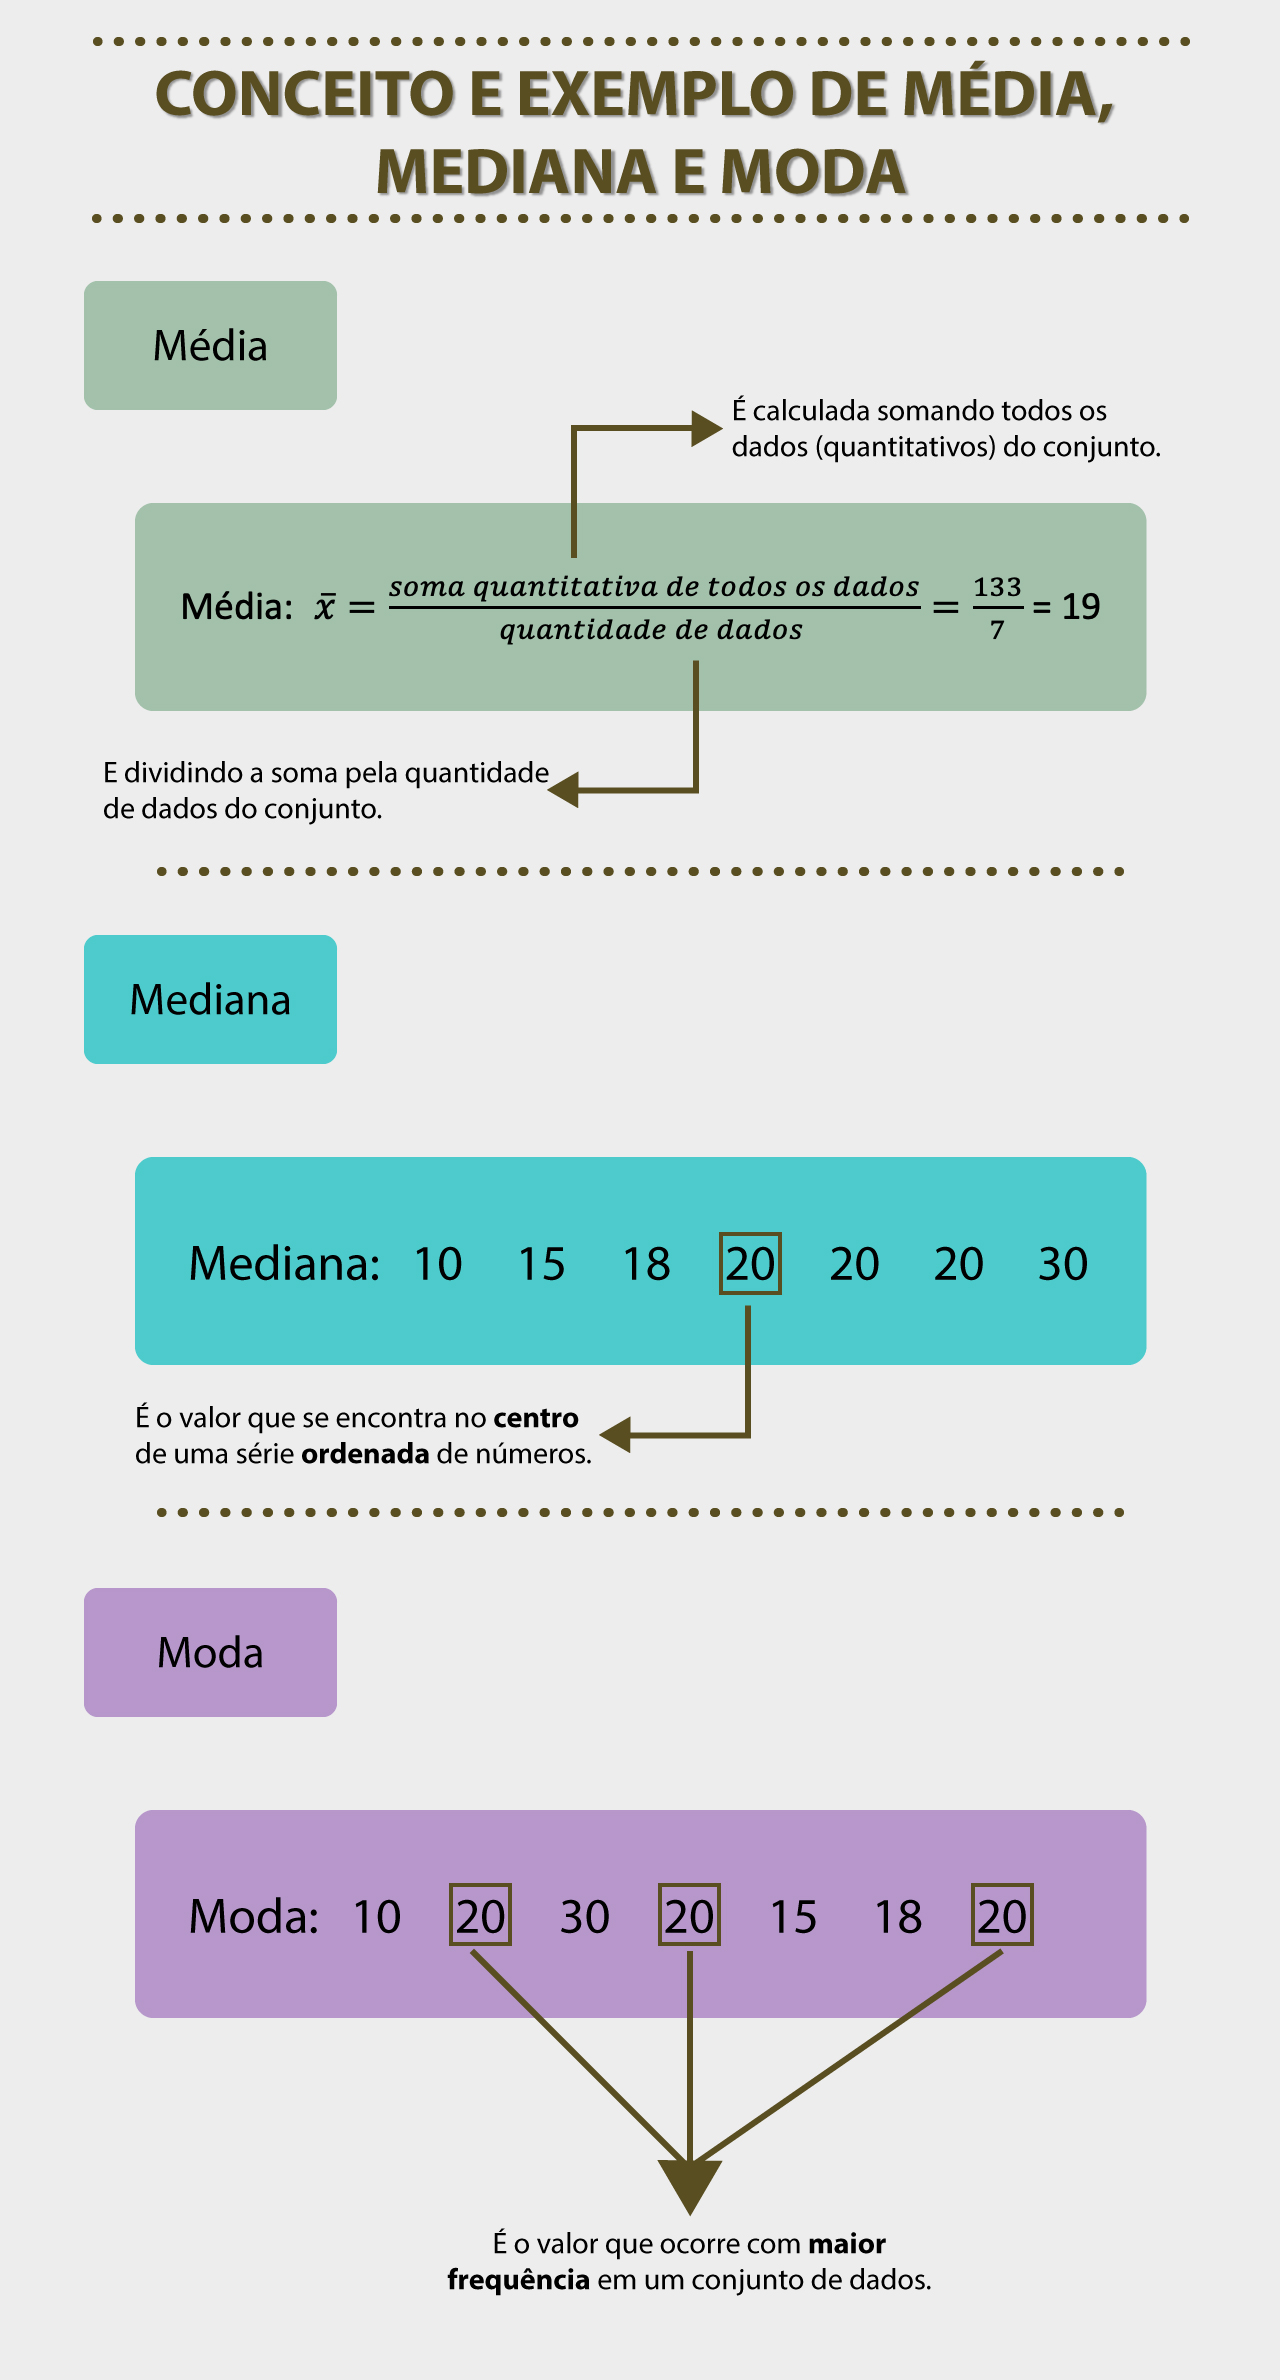 CONCEITO E EXEMPLO DE MÉDIA,
MEDIANA E MODA
Média
É calculada somando todos os
dados (quantitativos) do conjunto.
Média: x̄ = soma quantitativa de todos os dados / quantidade de dados = 133/7 = 19
E dividindo a soma pela quantidade
de dados do conjunto.
Mediana
Mediana: 10 15 18 20 20 20 30
É o valor que se encontra no centro
de uma série ordenada de números.
Moda
Moda: 10 20 30 20 15 18 20
É o valor que ocorre com maior
frequência em um conjunto de dados.